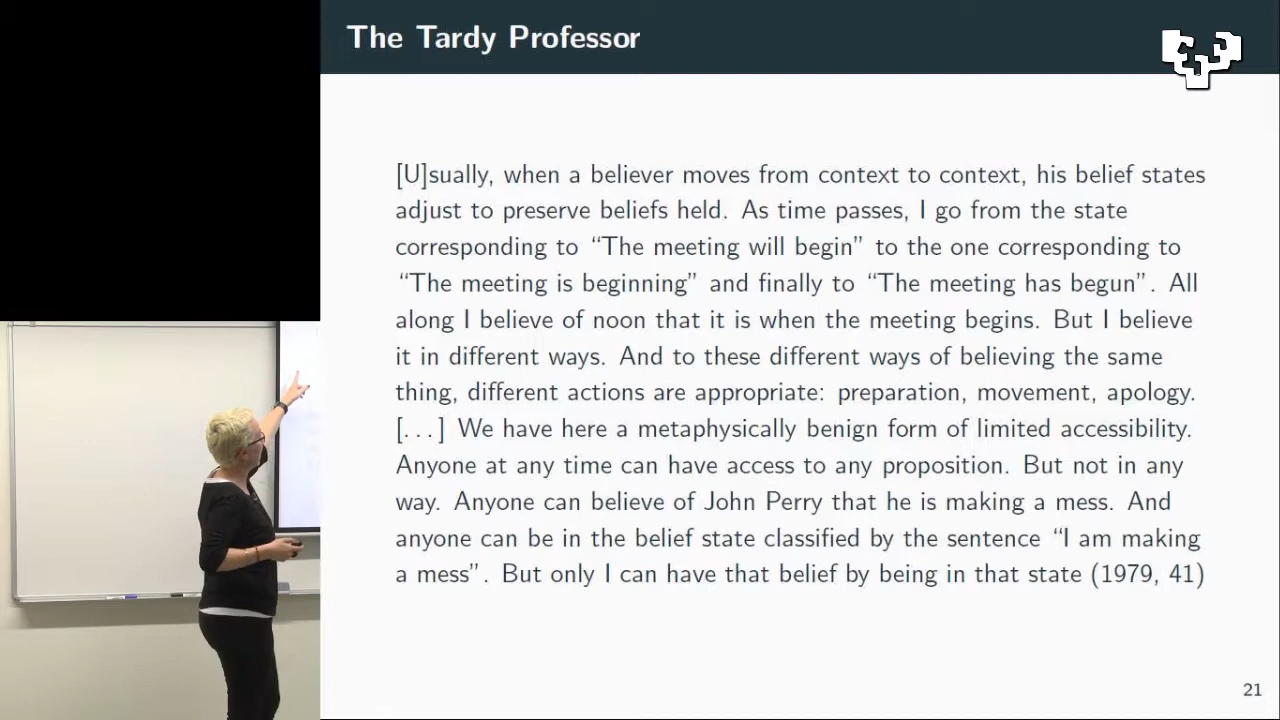 The Tardy Professor
[U]sually, when a believer moves from context to context, his belief states
adjust to preserve beliefs held. As time passes, I go from the state
corresponding to “The meeting will begin” to the one corresponding to
“The meeting is beginning” and finally to “The meeting has begun”. All
along I believe of noon that it is when the meeting begins. But I believe
it in different ways. And to these different ways of believing the same
thing, different actions are appropriate: preparation, movement, apology.
[...] We have here a metaphysically benign form of limited accessibility.
Anyone at any time can have access to any proposition. But not in any
way. Anyone can believe of John Perry that he is making a mess. And
anyone can be in the belief state classified by the sentence “I am making
a mess”. But only I can have that belief by being in that state (1979, 41)
21